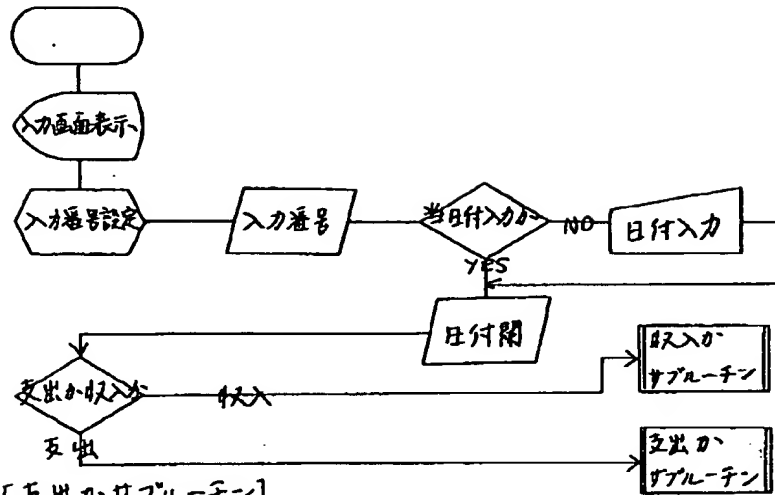 入力画面表示
入力番号設定
入力番号
当日付入力か
NO
日付入力
YES
日付欄
支出か収入か
収入
収入か
サブルーチン
支出
支出か
サブルーチン
[支出かサブルーチン]